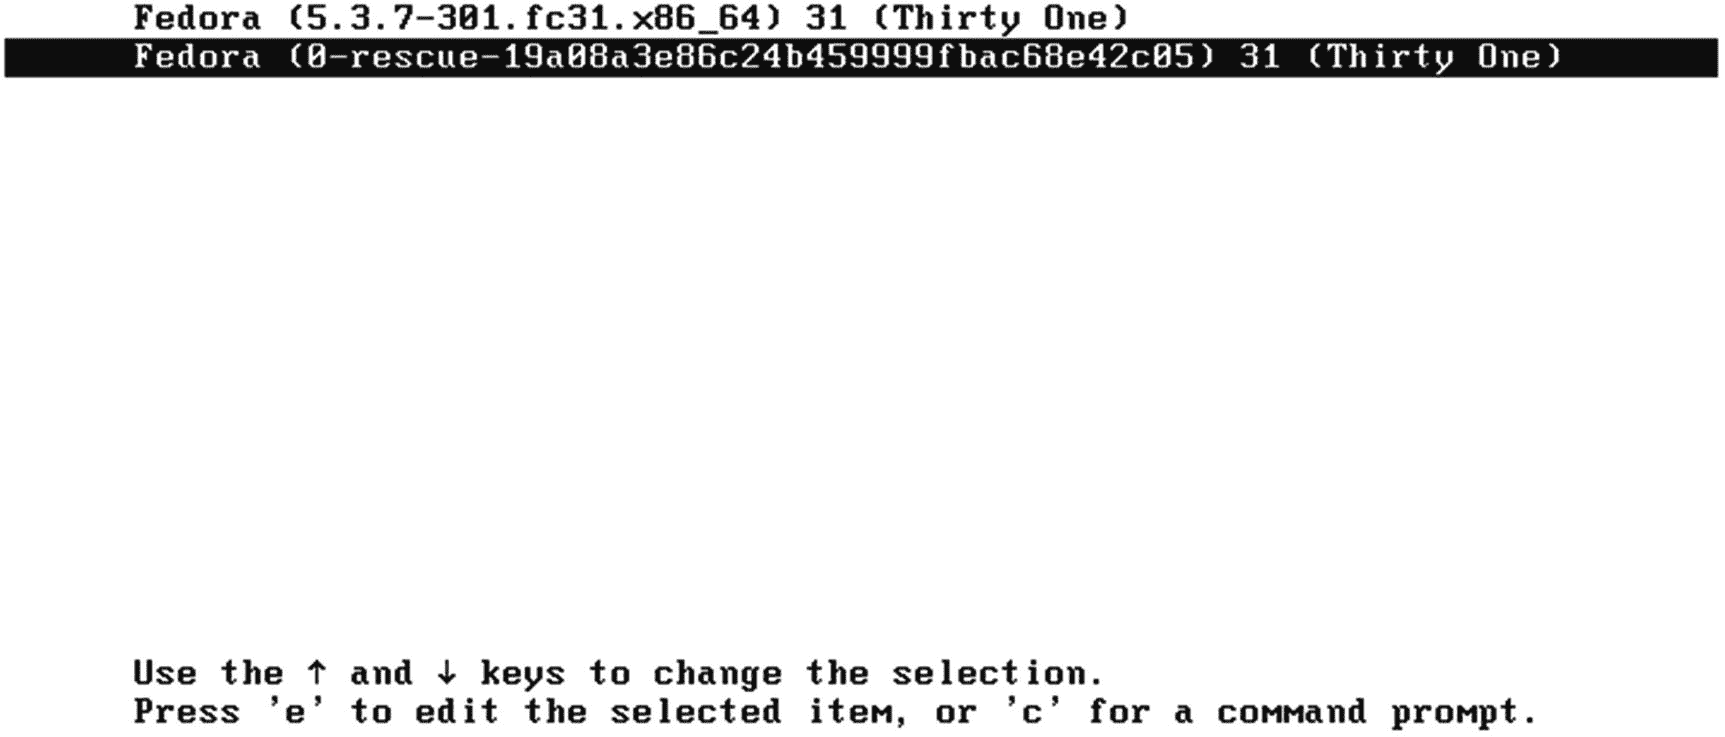 Fedora (5.3.7-301.fc31.x86_64) 31 (Thirty One)
Fedora (0-rescue-19a08a3e86c24b459999fbac68e42c05) 31 (Thirty One)
Use the ↑ and ↓ keys to change the selection.
Press 'e' to edit the selected item, or 'c' for a command prompt.